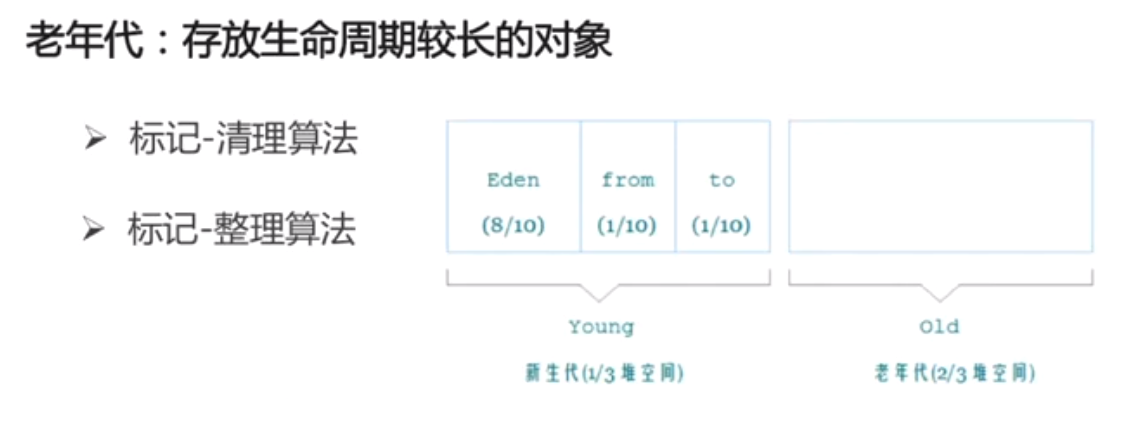 老年代：存放生命周期较长的对象
➢ 标记-清理算法
➢ 标记-整理算法
Eden from to
(8/10) (1/10) (1/10)
Young Old
新生代(1/3 堆空间) 老年代(2/3 堆空间)